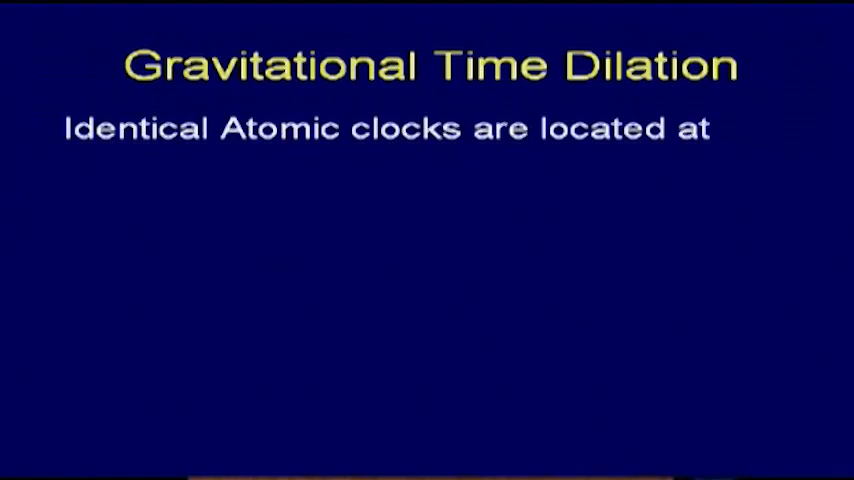 Gravitational Time Dilation
Identical Atomic clocks are located at